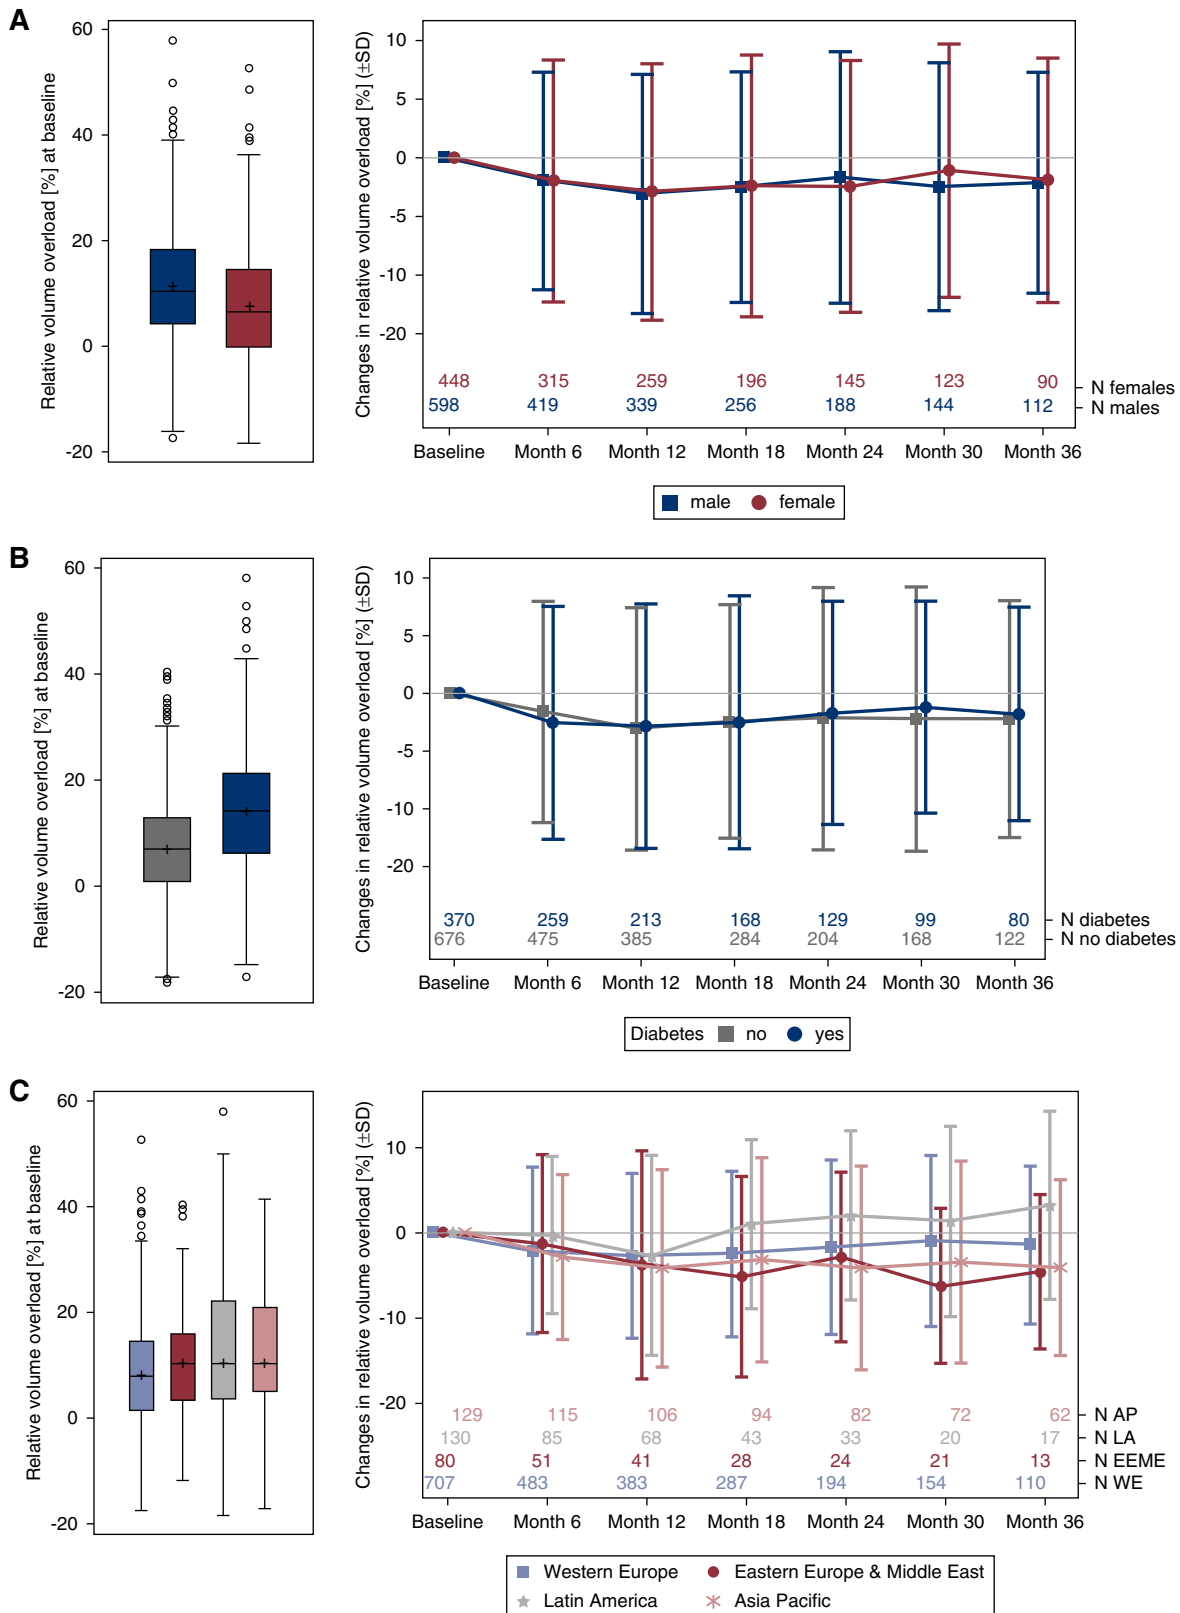 A
Relative volume overload [%] at baseline
60
40
20
0
-20
Changes in relative volume overload [%] (±SD)
10
5
0
-5
-10
-15
-20
448 315 259 196 145 123 90 N females
598 419 339 256 188 144 112 N males
Baseline Month 6 Month 12 Month 18 Month 24 Month 30 Month 36
male female
B
Relative volume overload [%] at baseline
60
40
20
0
-20
Changes in relative volume overload [%] (±SD)
10
5
0
-5
-10
-15
-20
370 259 213 168 129 99 80 N diabetes
676 475 385 284 204 168 122 N no diabetes
Baseline Month 6 Month 12 Month 18 Month 24 Month 30 Month 36
Diabetes no yes
C
Relative volume overload [%] at baseline
60
40
20
0
-20
Changes in relative volume overload [%] (±SD)
10
0
-10
-20
129 115 106 94 82 72 62 N AP
130 85 68 43 33 20 17 N LA
80 51 41 28 24 21 13 N EEME
707 483 383 287 194 154 110 N WE
Baseline Month 6 Month 12 Month 18 Month 24 Month 30 Month 36
Western Europe Eastern Europe & Middle East
Latin America Asia Pacific